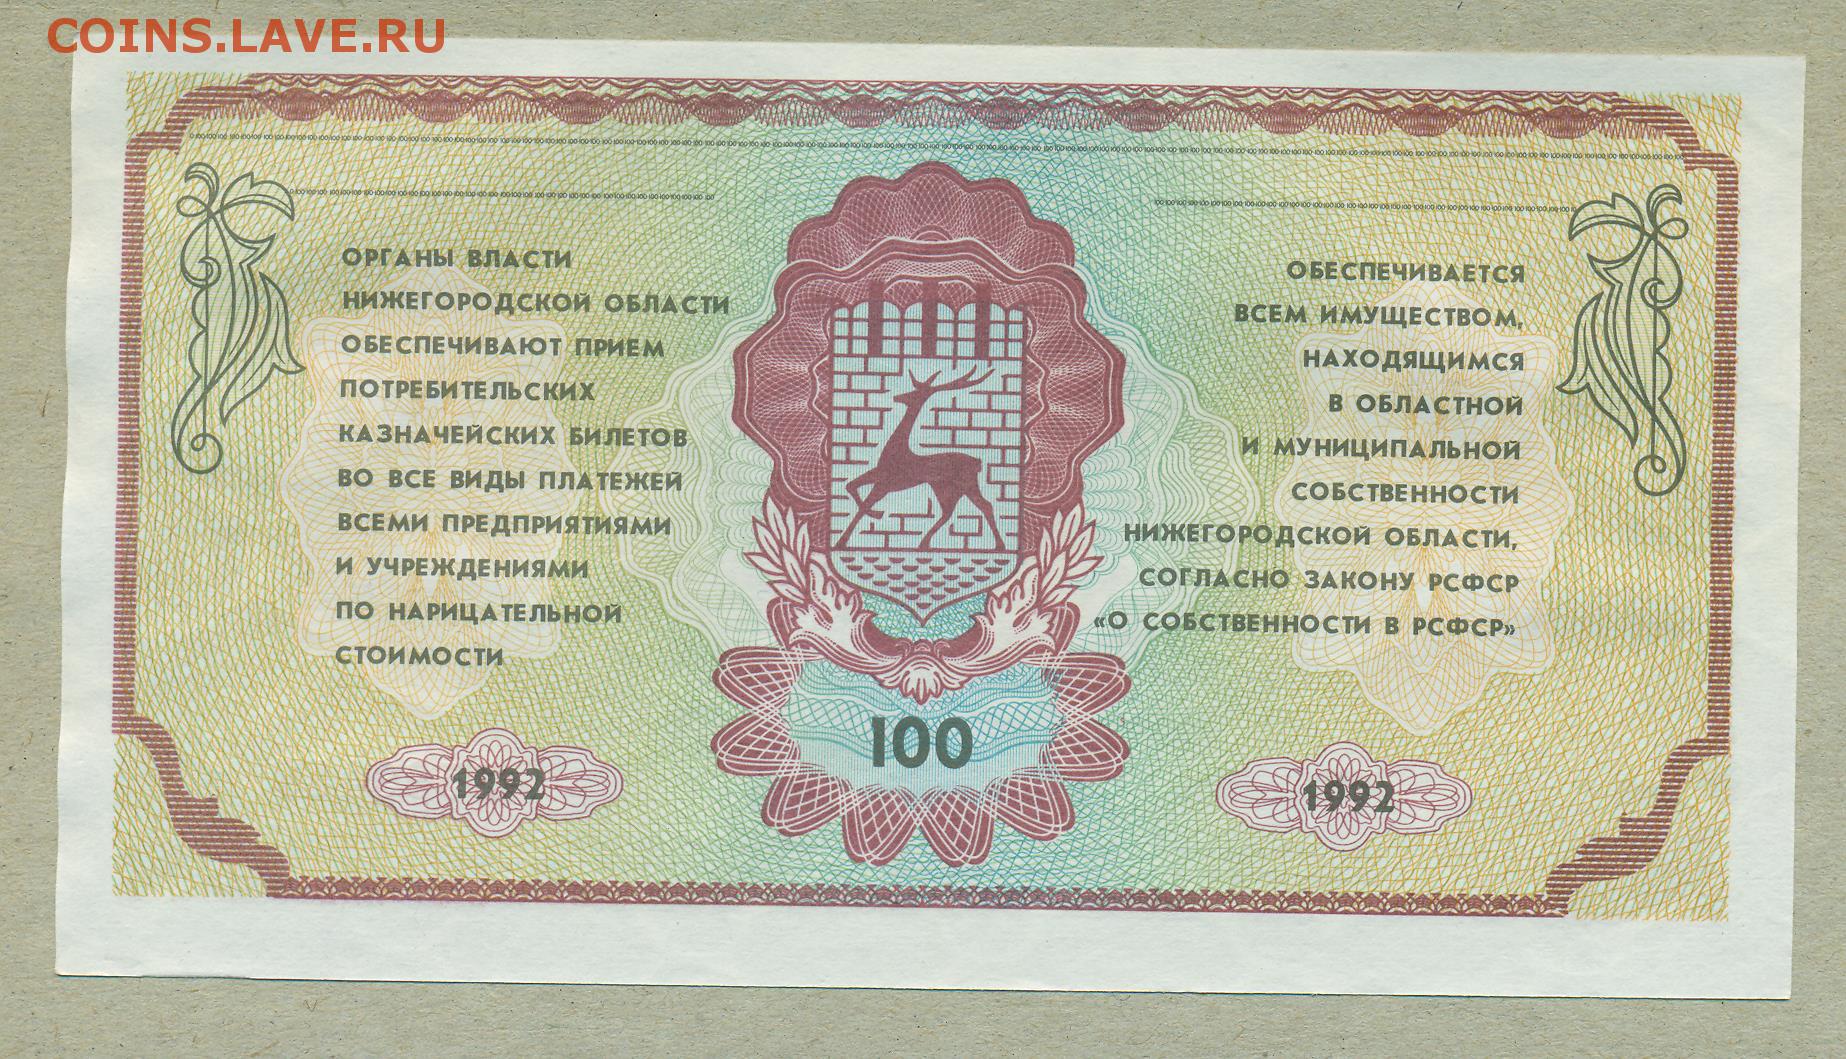 COINS.LAVE.RU
ОРГАНЫ ВЛАСТИ
НИЖЕГОРОДСКОЙ ОБЛАСТИ
ОБЕСПЕЧИВАЮТ ПРИЕМ
ПОТРЕБИТЕЛЬСКИХ
КАЗНАЧЕЙСКИХ БИЛЕТОВ
ВО ВСЕ ВИДЫ ПЛАТЕЖЕЙ
ВСЕМИ ПРЕДПРИЯТИЯМИ
И УЧРЕЖДЕНИЯМИ
ПО НАРИЦАТЕЛЬНОЙ
СТОИМОСТИ
ОБЕСПЕЧИВАЕТСЯ
ВСЕМ ИМУЩЕСТВОМ,
НАХОДЯЩИМСЯ
В ОБЛАСТНОЙ
И МУНИЦИПАЛЬНОЙ
СОБСТВЕННОСТИ
НИЖЕГОРОДСКОЙ ОБЛАСТИ,
СОГЛАСНО ЗАКОНУ РСФСР
«О СОБСТВЕННОСТИ В РСФСР»
100
1992
1992